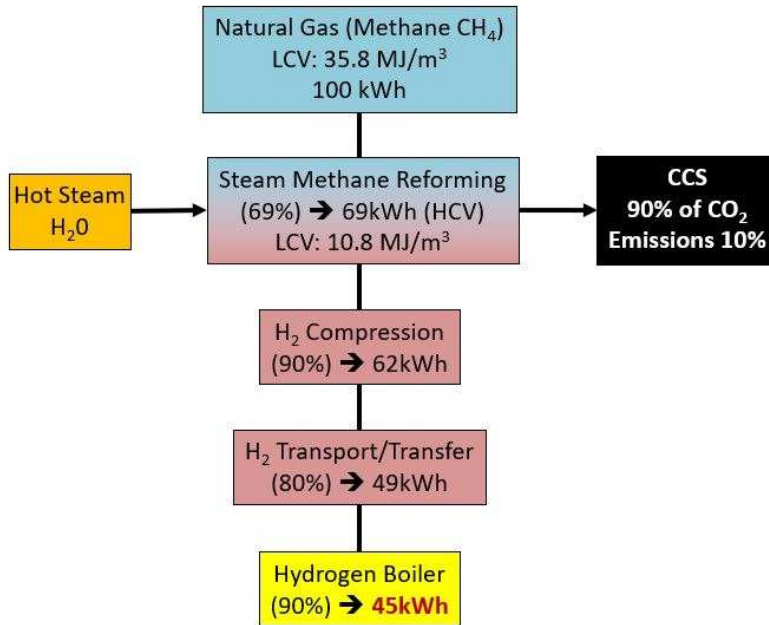 Natural Gas (Methane CH₄)
LCV: 35.8 MJ/m³
100 kWh
Hot Steam
H₂0
Steam Methane Reforming
(69%) → 69kWh (HCV)
LCV: 10.8 MJ/m³
CCS
90% of CO₂
Emissions 10%
H₂ Compression
(90%) → 62kWh
H₂ Transport/Transfer
(80%) → 49kWh
Hydrogen Boiler
(90%) → 45kWh